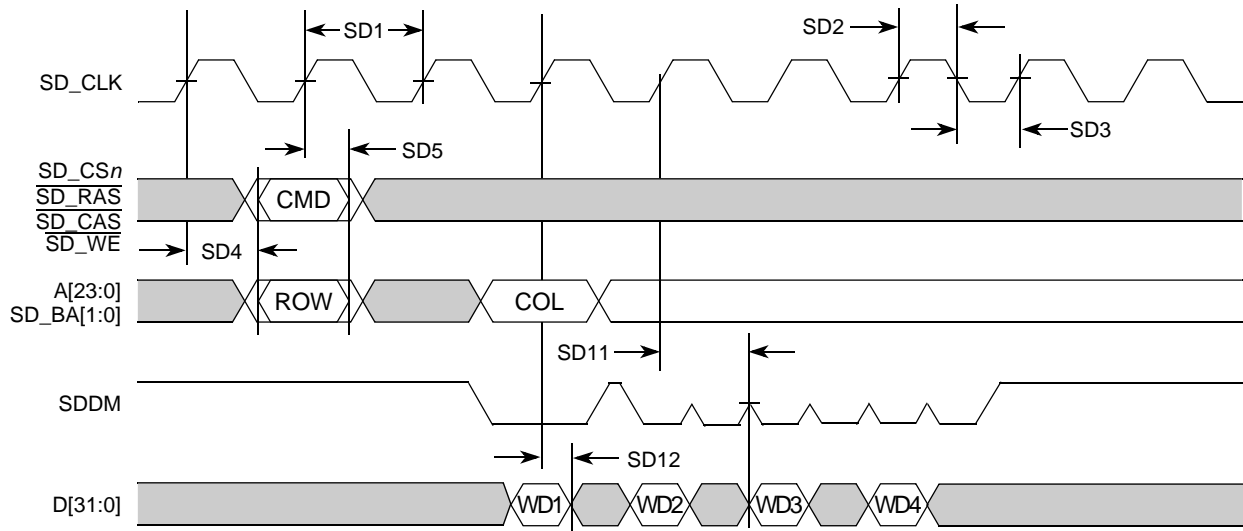 SD1
SD2
SD_CLK
SD3
SD5
SD_CSn
SD_RAS
SD_CAS
SD_WE
CMD
SD4
A[23:0]
SD_BA[1:0]
ROW
COL
SD11
SDDM
SD12
D[31:0]
WD1
WD2
WD3
WD4